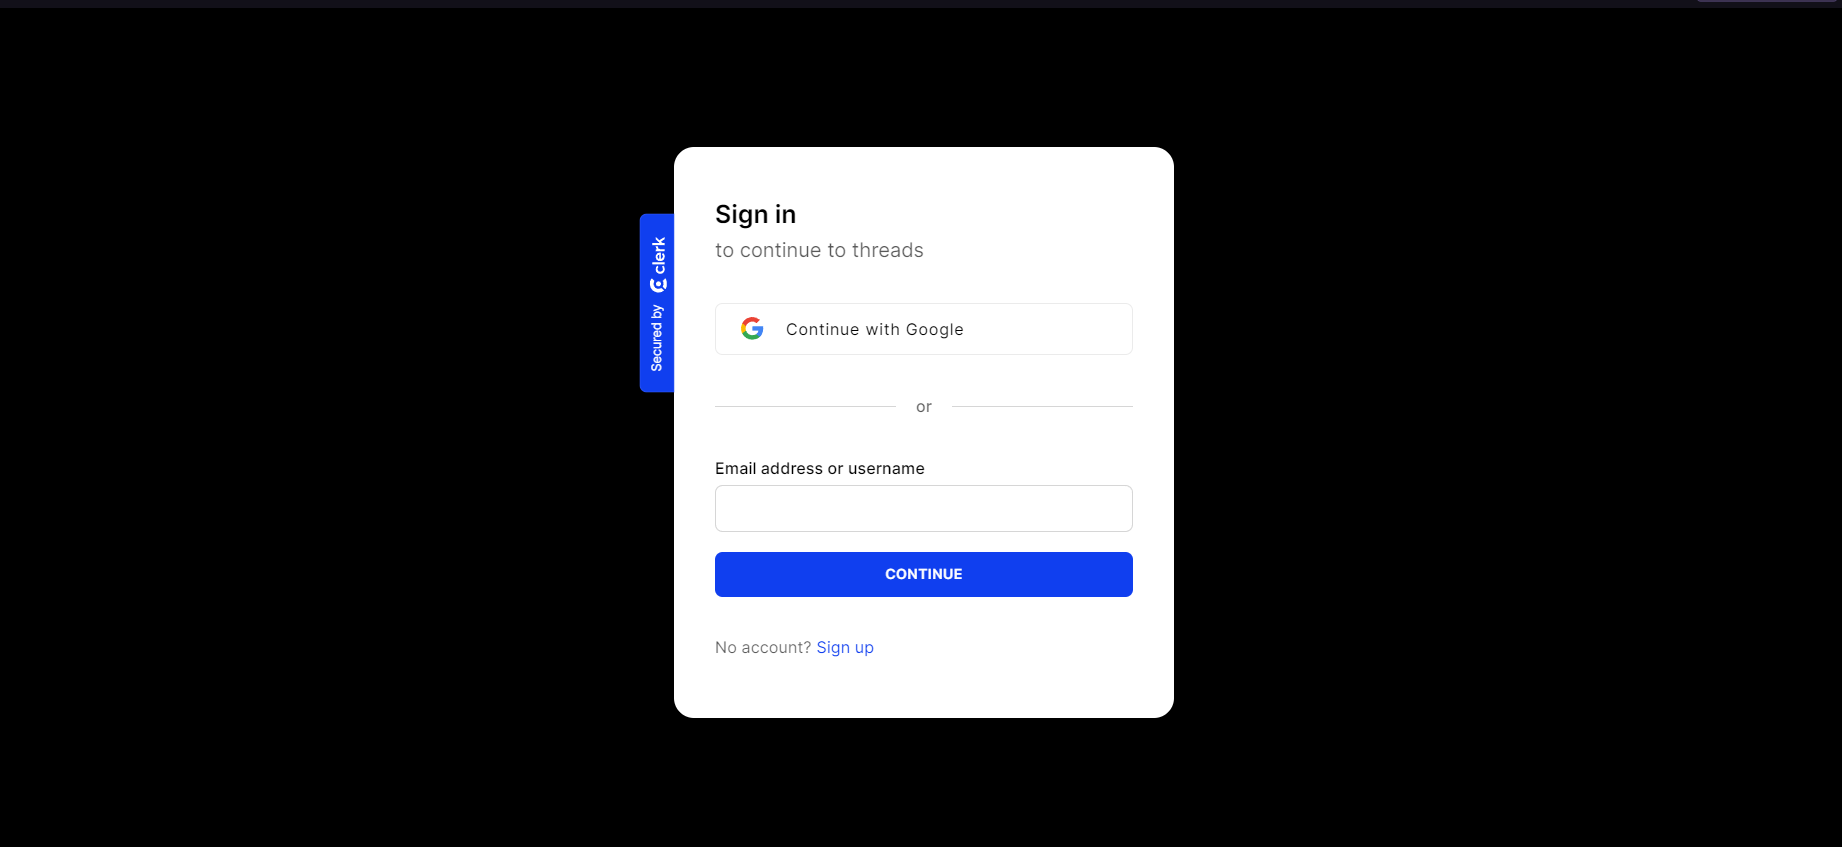 Sign in
to continue to threads
Secured by clerk
Continue with Google
or
Email address or username
CONTINUE
No account? Sign up